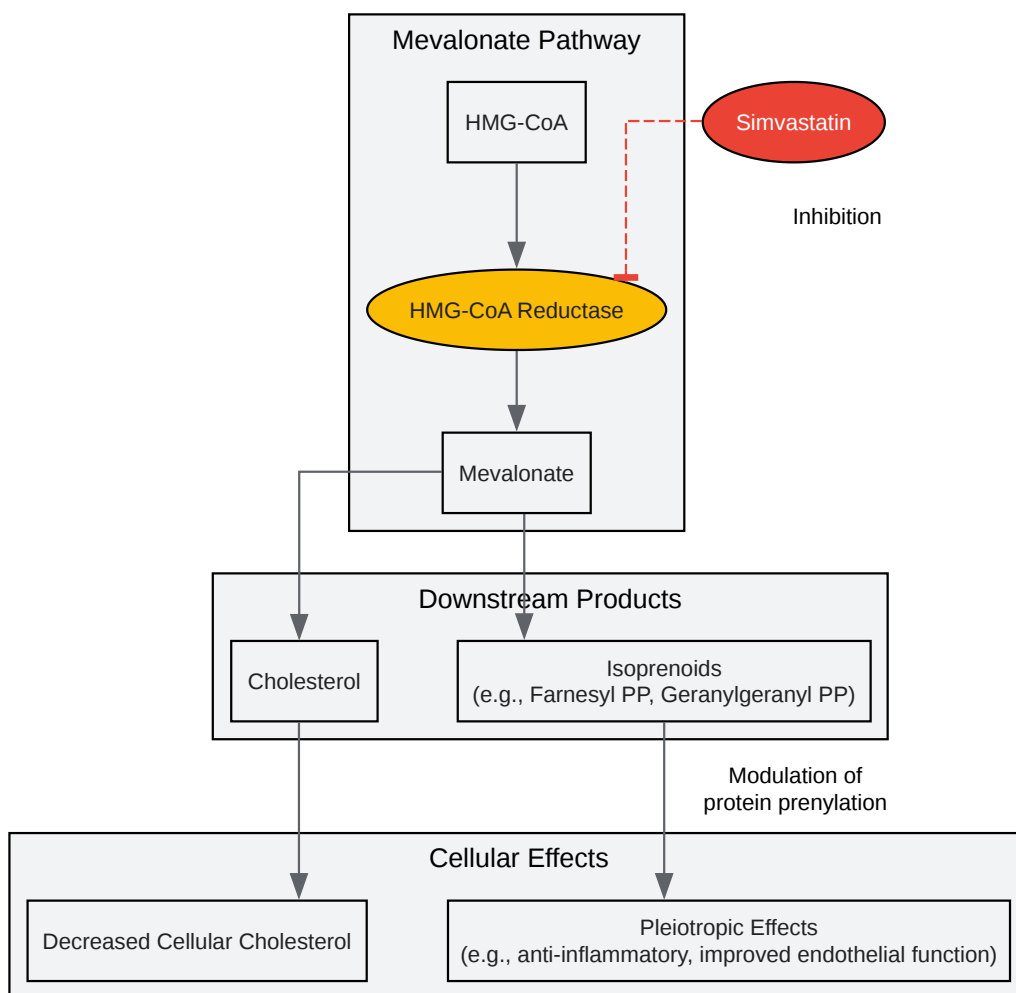 Mevalonate Pathway
HMG-CoA
Simvastatin
Inhibition
HMG-CoA Reductase
Mevalonate
Downstream Products
Cholesterol
Isoprenoids
(e.g., Farnesyl PP, Geranylgeranyl PP)
Modulation of
protein prenylation
Cellular Effects
Decreased Cellular Cholesterol
Pleiotropic Effects
(e.g., anti-inflammatory, improved endothelial function)